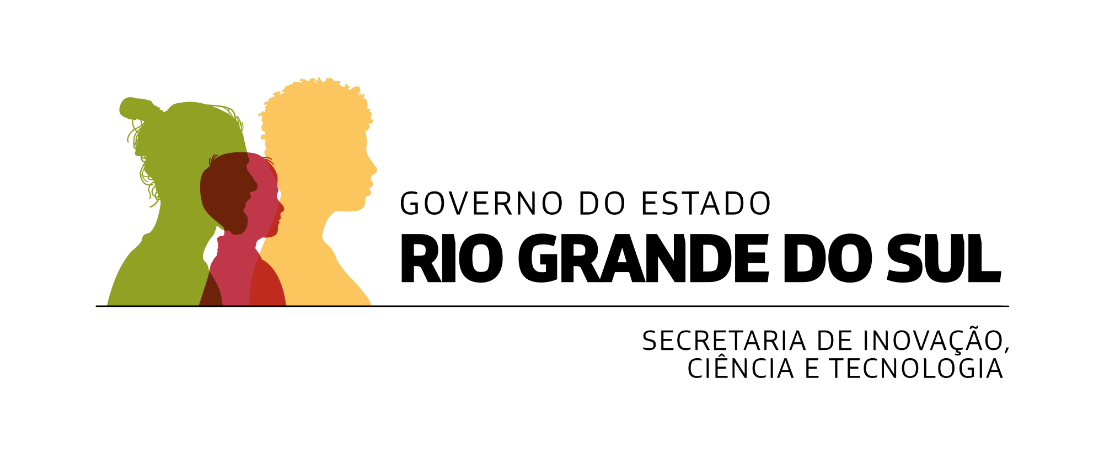 GOVERNO DO ESTADO
RIO GRANDE DO SUL
SECRETARIA DE INOVAÇÃO,
CIÊNCIA E TECNOLOGIA